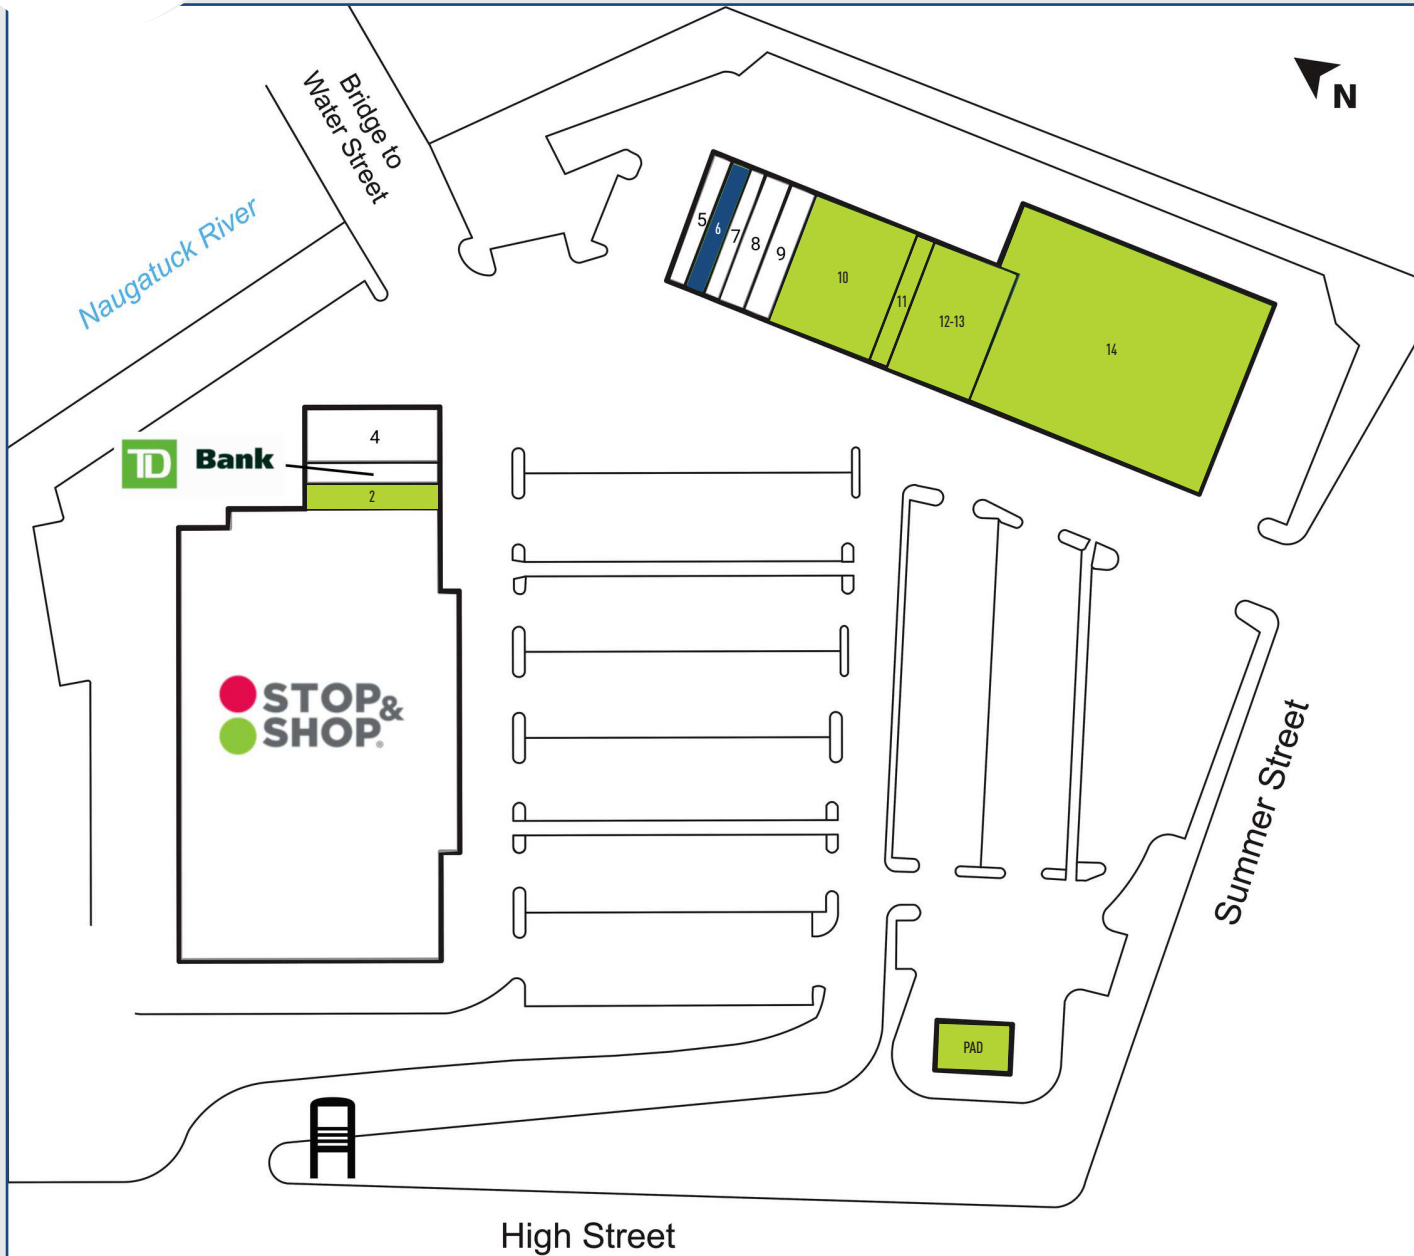 Bridge to
Water Street
N
Naugatuck River
5
6
7
8
9
10
11
12-13
14
TD
Bank
4
2
STOP&
SHOP®
Summer Street
PAD
High Street